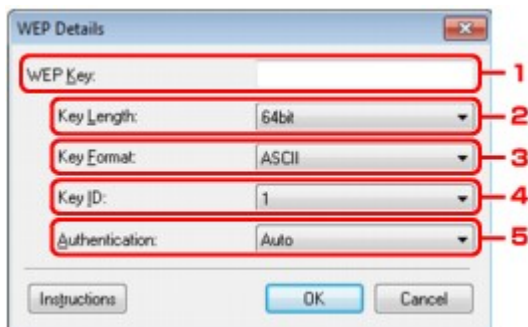 WEP Details
WEP Key: 1
Key Length: 64bit 2
Key Format: ASCII 3
Key ID: 1 4
Authentication: Auto 5
Instructions OK Cancel